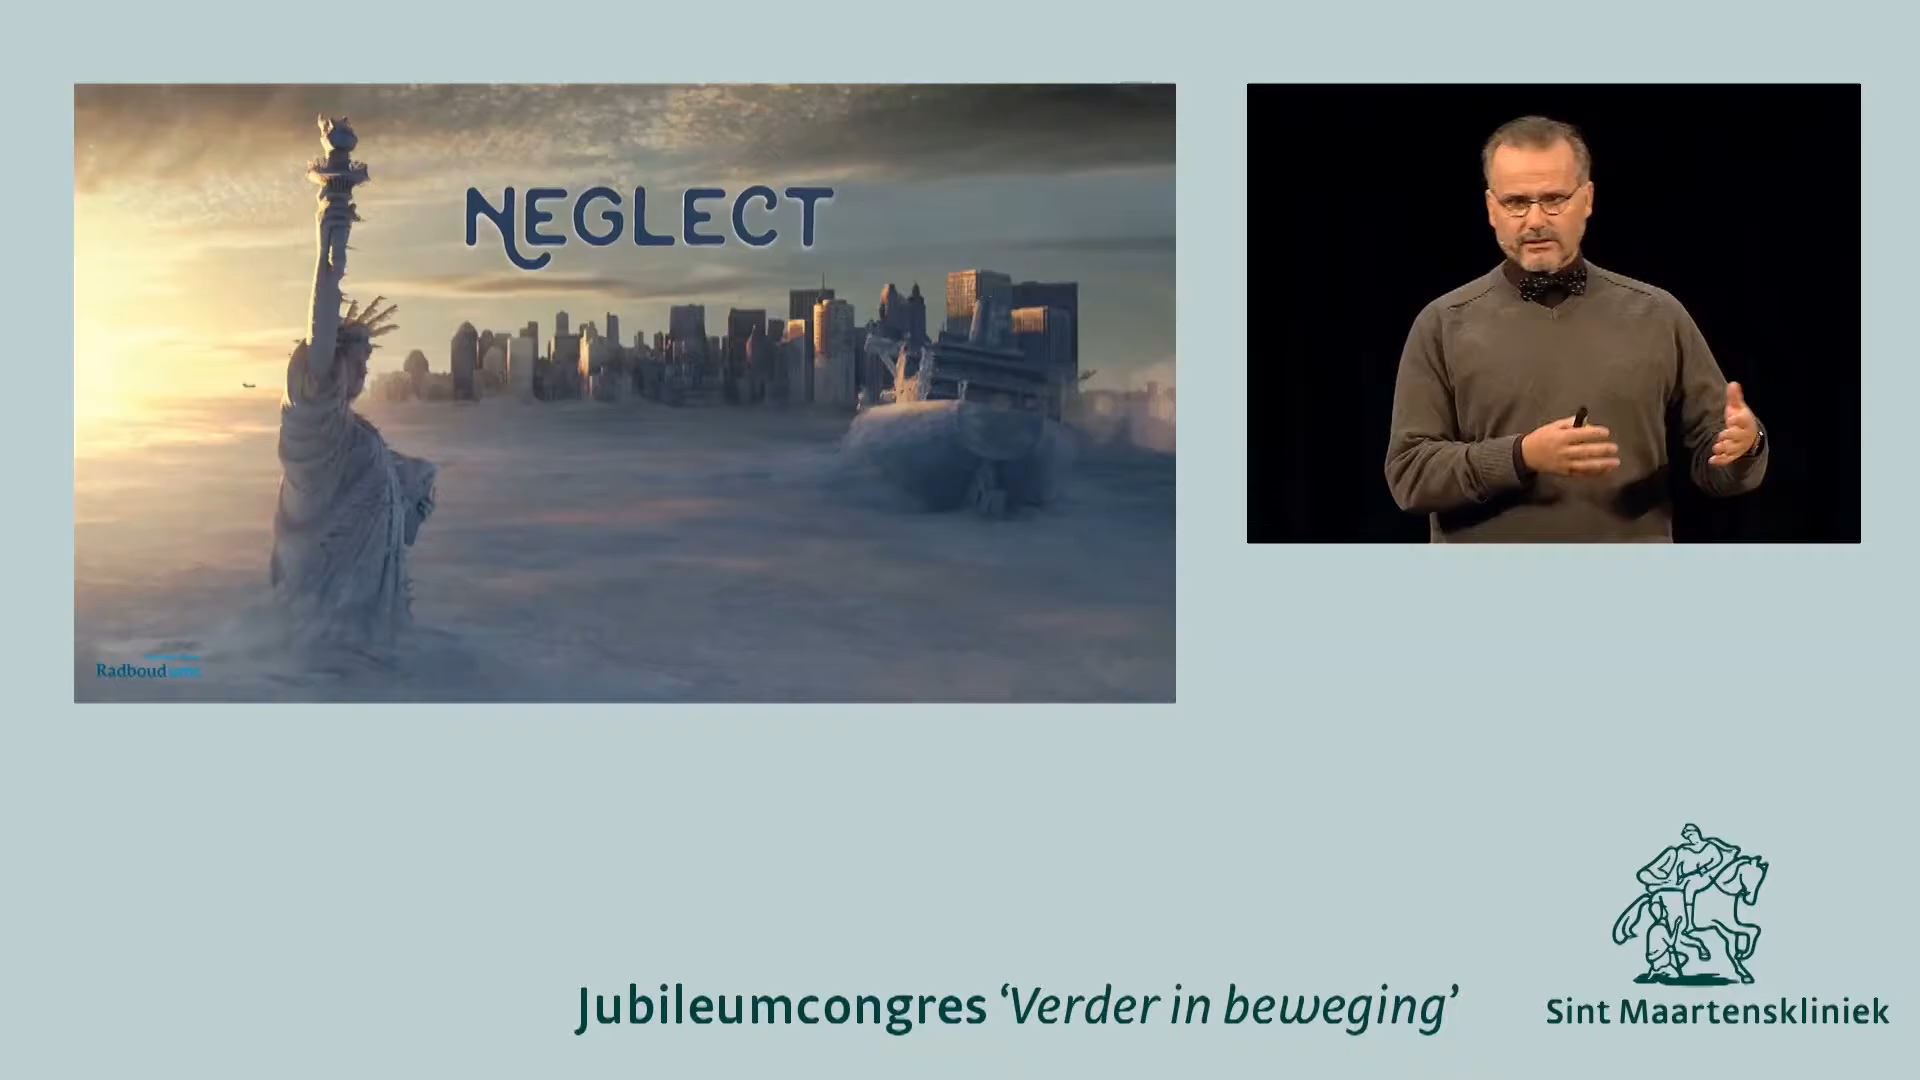 NEGLECT
Radboudumc
Jubileumcongres ‘Verder in beweging’
Sint Maartenskliniek